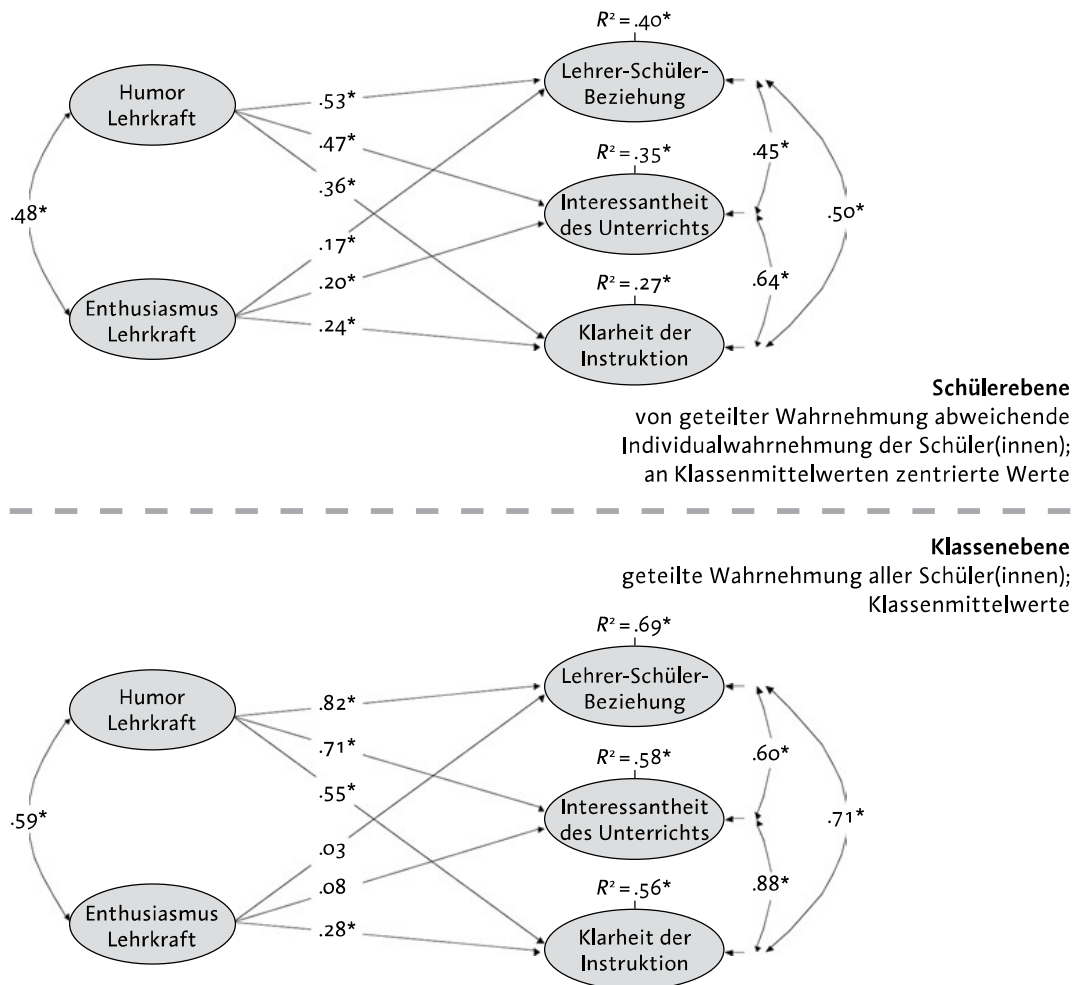 R² = .40*
Lehrer-Schüler-
Beziehung
Humor
Lehrkraft
.53*
.47*
.36*
.45*
R² = .35*
Interessantheit
des Unterrichts
.48*
.50*
.17*
.20*
.24*
.64*
R² = .27*
Enthusiasmus
Lehrkraft
Klarheit der
Instruktion
Schülerebene
von geteilter Wahrnehmung abweichende
Individualwahrnehmung der Schüler(innen);
an Klassenmittelwerten zentrierte Werte
Klassenebene
geteilte Wahrnehmung aller Schüler(innen);
Klassenmittelwerte
R² = .69*
Lehrer-Schüler-
Beziehung
Humor
Lehrkraft
.82*
.71*
.55*
.60*
R² = .58*
Interessantheit
des Unterrichts
.59*
.71*
.03
.08
.28*
.88*
R² = .56*
Enthusiasmus
Lehrkraft
Klarheit der
Instruktion